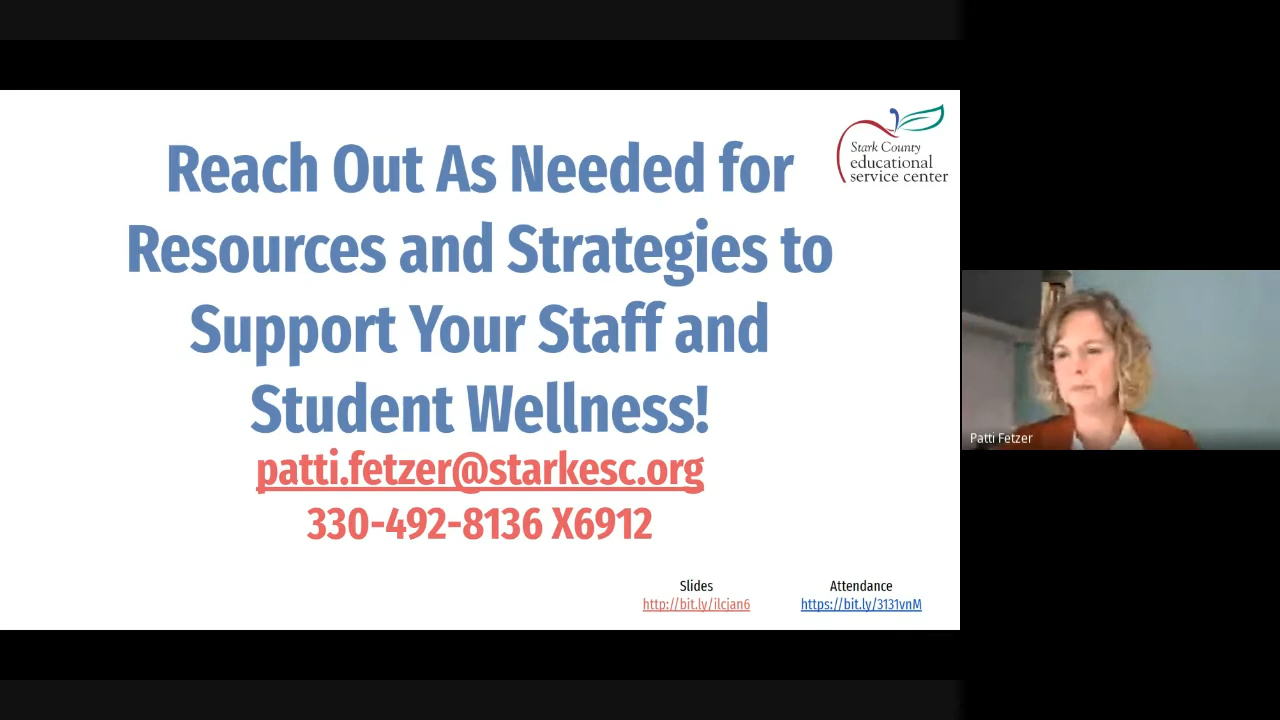 Reach Out As Needed for
Resources and Strategies to
Support Your Staff and
Student Wellness!
patti.fetzer@starkesc.org
330-492-8136 X6912
Stark County
educational
service center
Slides
http://bit.ly/ilcjan6
Attendance
https://bit.ly/3131vnM
Patti Fetzer